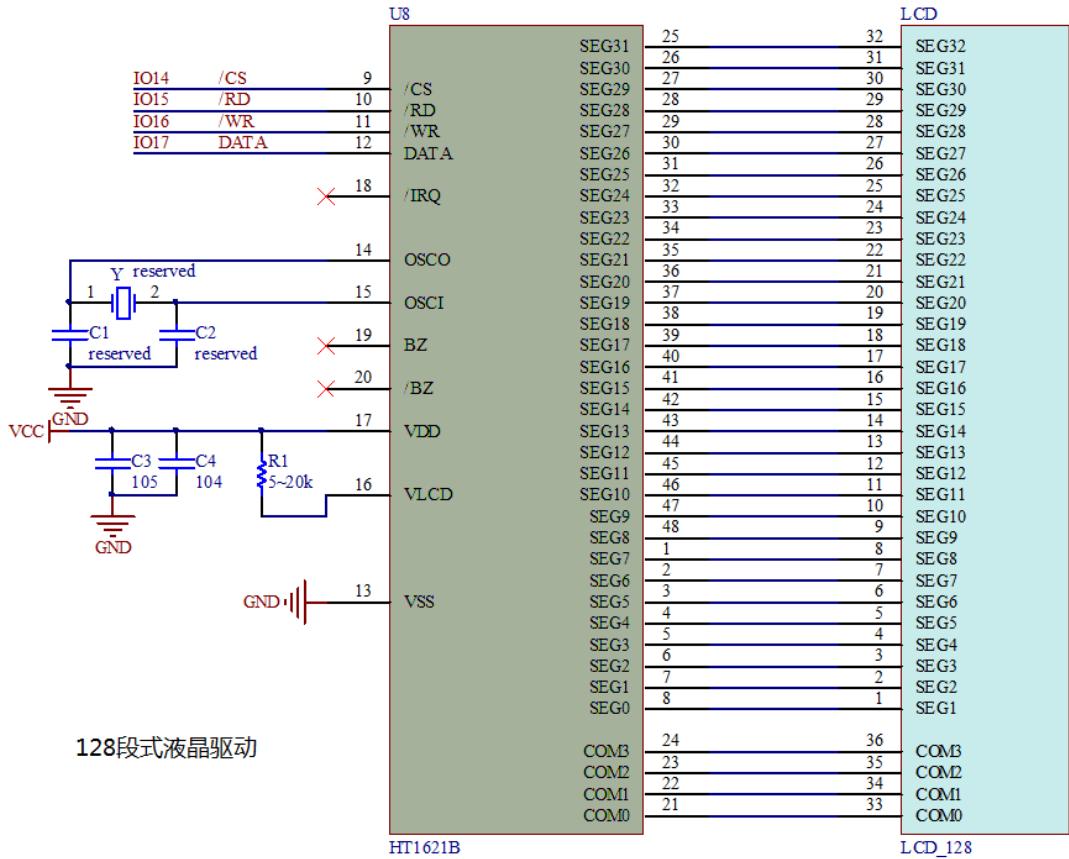 U8
LCD
IO14 /CS 9 /CS
IO15 /RD 10 /RD
IO16 /WR 11 /WR
IO17 DATA 12 DATA
18 /IRQ
14 OSCO
Y reserved
1 2
15 OSCI
C1
reserved
C2
reserved
19 BZ
20 /BZ
GND
VCC
17 VDD
C3
105
C4
104
R1
5~20k
16 VLCD
GND
GND 13 VSS
SEG31 25 32 SEG32
SEG30 26 31 SEG31
SEG29 27 30 SEG30
SEG28 28 29 SEG29
SEG27 29 28 SEG28
SEG26 30 27 SEG27
SEG25 31 26 SEG26
SEG24 32 25 SEG25
SEG23 33 24 SEG24
SEG22 34 23 SEG23
SEG21 35 22 SEG22
SEG20 36 21 SEG21
SEG19 37 20 SEG20
SEG18 38 19 SEG19
SEG17 39 18 SEG18
SEG16 40 17 SEG17
SEG15 41 16 SEG16
SEG14 42 15 SEG15
SEG13 43 14 SEG14
SEG12 44 13 SEG13
SEG11 45 12 SEG12
SEG10 46 11 SEG11
SEG9 47 10 SEG10
SEG8 48 9 SEG9
SEG7 1 8 SEG8
SEG6 2 7 SEG7
SEG5 3 6 SEG6
SEG4 4 5 SEG5
SEG3 5 4 SEG4
SEG2 6 3 SEG3
SEG1 7 2 SEG2
SEG0 8 1 SEG1
COM3 24 36 COM3
COM2 23 35 COM2
COM1 22 34 COM1
COM0 21 33 COM0
128段式液晶驱动
HT1621B
LCD_128